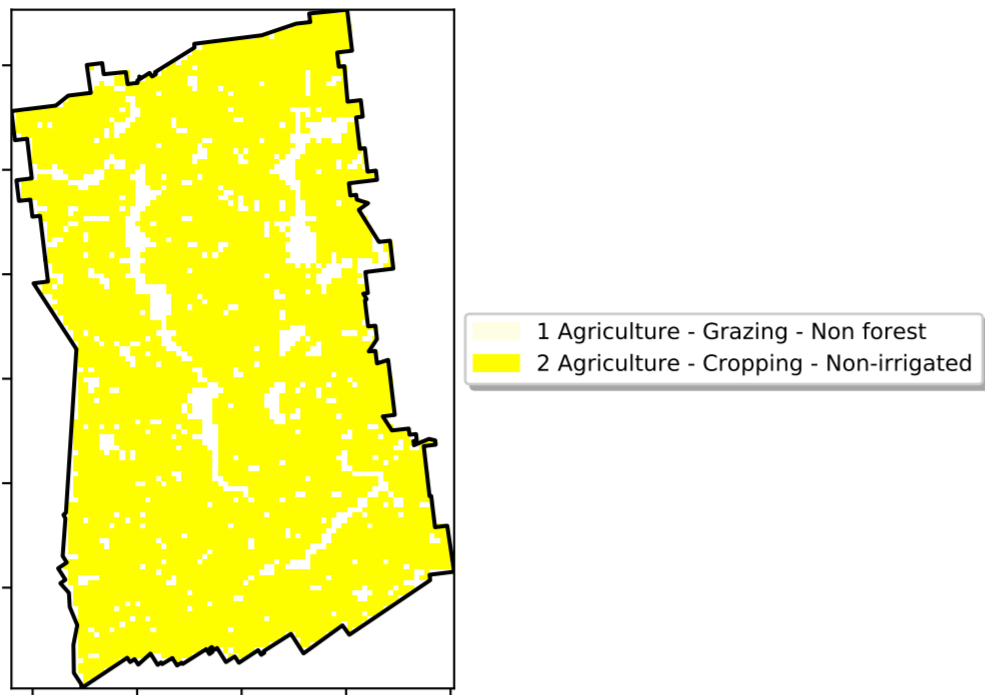 1 Agriculture - Grazing - Non forest
2 Agriculture - Cropping - Non-irrigated